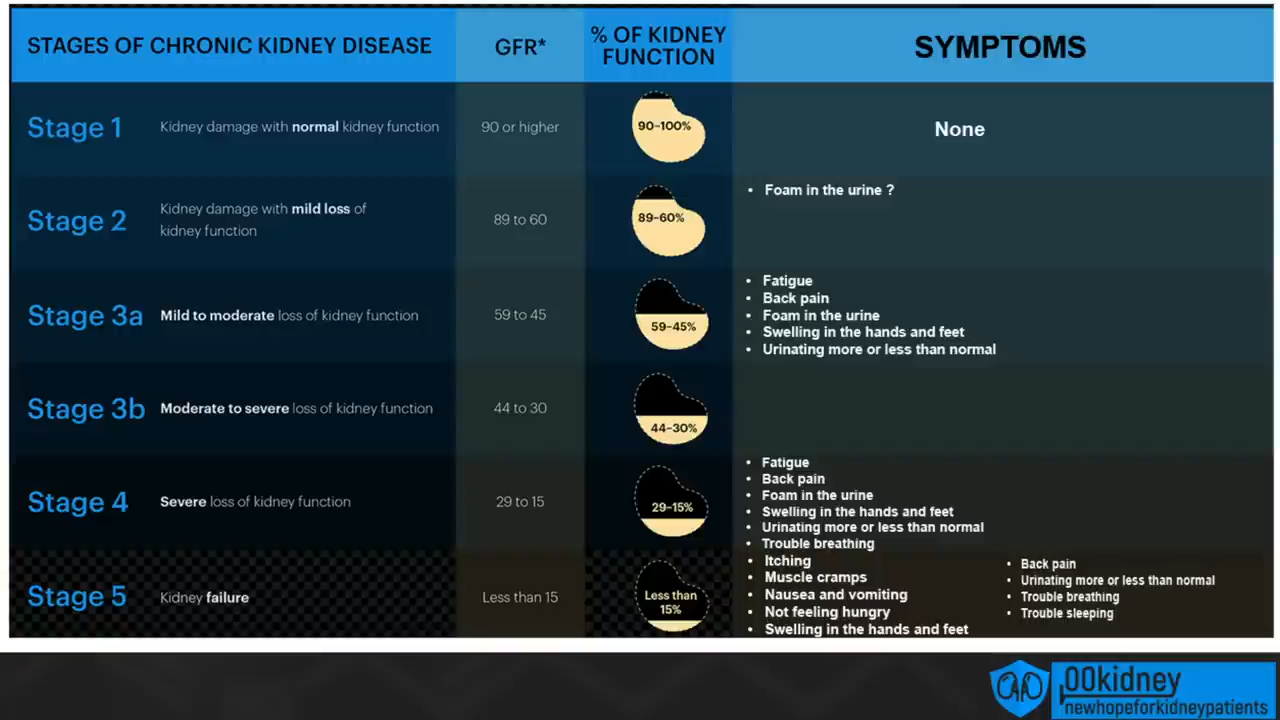 STAGES OF CHRONIC KIDNEY DISEASE
GFR*
% OF KIDNEY
FUNCTION
SYMPTOMS
Stage 1
Kidney damage with normal kidney function
90 or higher
90-100%
None
Stage 2
Kidney damage with mild loss of
kidney function
89 to 60
89-60%
• Foam in the urine ?
Stage 3a
Mild to moderate loss of kidney function
59 to 45
59-45%
• Fatigue
• Back pain
• Foam in the urine
• Swelling in the hands and feet
• Urinating more or less than normal
Stage 3b
Moderate to severe loss of kidney function
44 to 30
44-30%
Stage 4
Severe loss of kidney function
29 to 15
29-15%
• Fatigue
• Back pain
• Foam in the urine
• Swelling in the hands and feet
• Urinating more or less than normal
• Trouble breathing
Stage 5
Kidney failure
Less than 15
Less than
15%
• Itching
• Muscle cramps
• Nausea and vomiting
• Not feeling hungry
• Swelling in the hands and feet
• Back pain
• Urinating more or less than normal
• Trouble breathing
• Trouble sleeping
00kidney
newhopeforkidneypatients